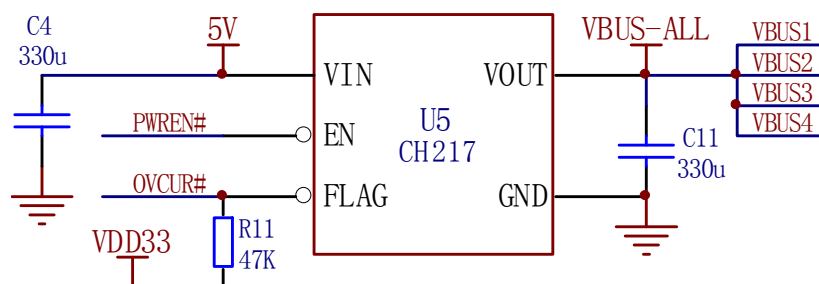 C4
330u
5V
VBUS-ALL
VBUS1
VBUS2
VBUS3
VBUS4
VIN
VOUT
PWREN#
EN
U5
CH217
C11
330u
OVCUR#
FLAG
GND
R11
47K
VDD33